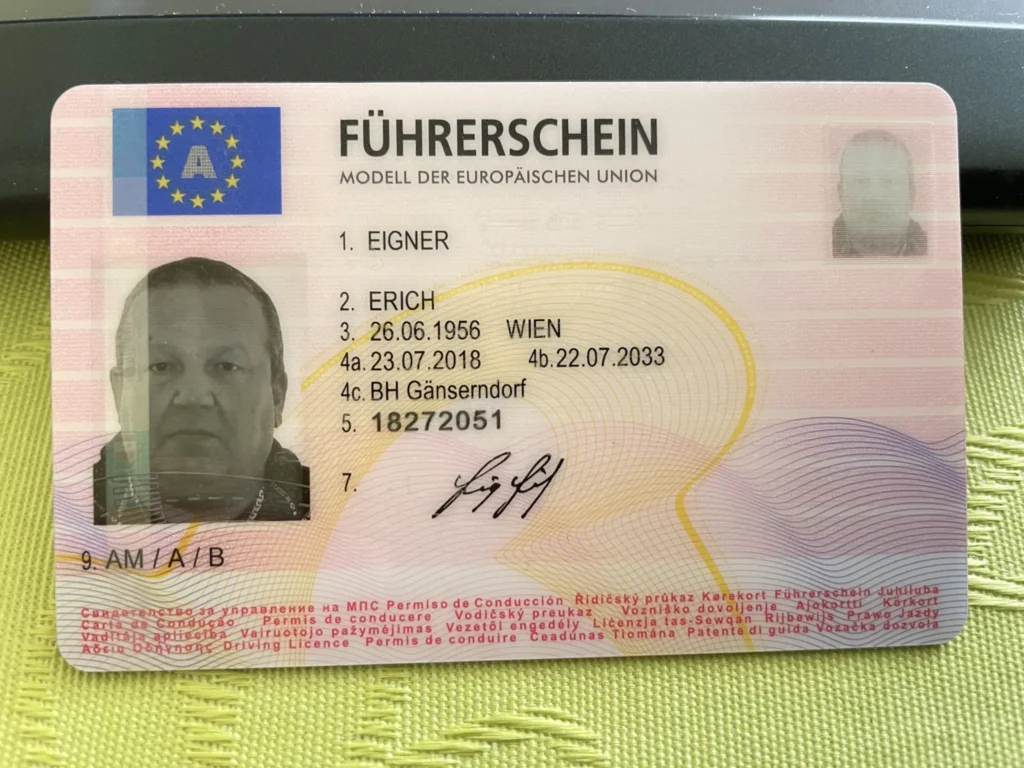 A
FÜHRERSCHEIN
MODELL DER EUROPÄISCHEN UNION
1. EIGNER
2. ERICH
3. 26.06.1956 WIEN
4a. 23.07.2018 4b. 22.07.2033
4c. BH Gänserndorf
5. 18272051
7.
9. AM / A / B
Свидетелство за управление на МПС Permiso de Conducción Řidičský průkaz Kørekort Führerschein Juhiluba
Carta de Condução Permis de conducere Vodičský preukaz Vozniško dovoljenje Ajokortti Körkort
Vadītāja apliecība Vairuotojo pažymėjimas Vezetői engedély Liċenzja tas-Sewqan Rijbewijs Prawo Jazdy
Άδεια Οδήγησης Driving Licence Permis de conduire Ceadúnas Tiomána Patente di guida Vozačka dozvola